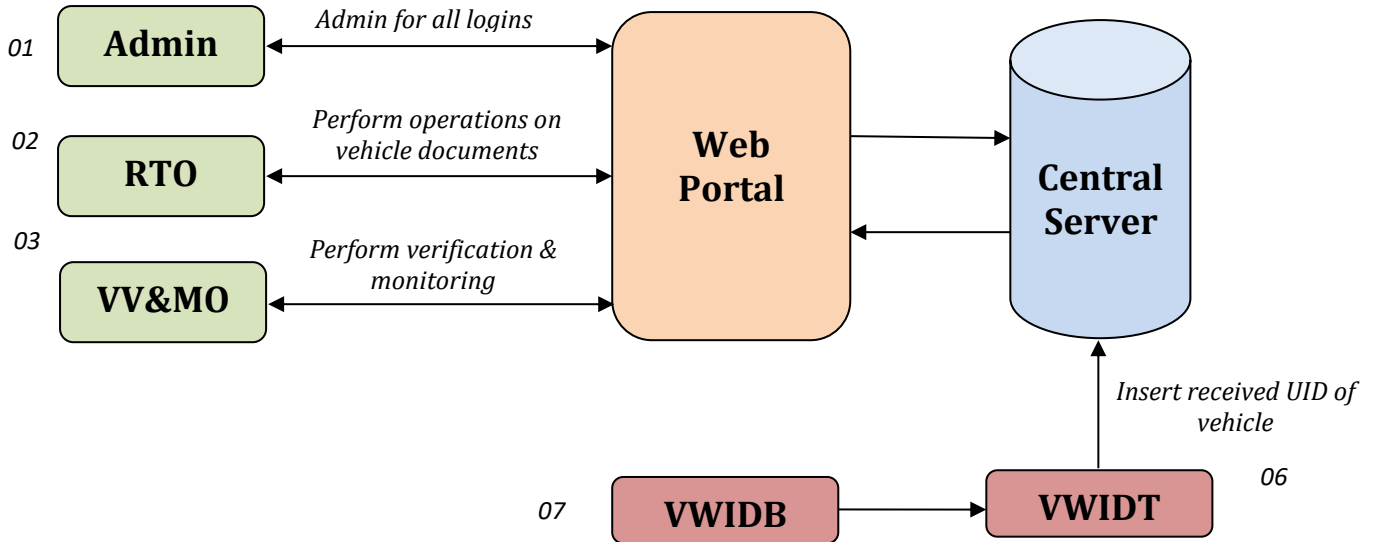 Admin for all logins
01
Admin
02
Perform operations on
vehicle documents
RTO
Web
Portal
Central
Server
03
Perform verification &
monitoring
VV&MO
Insert received UID of
vehicle
06
07
VWIDB
VWIDT